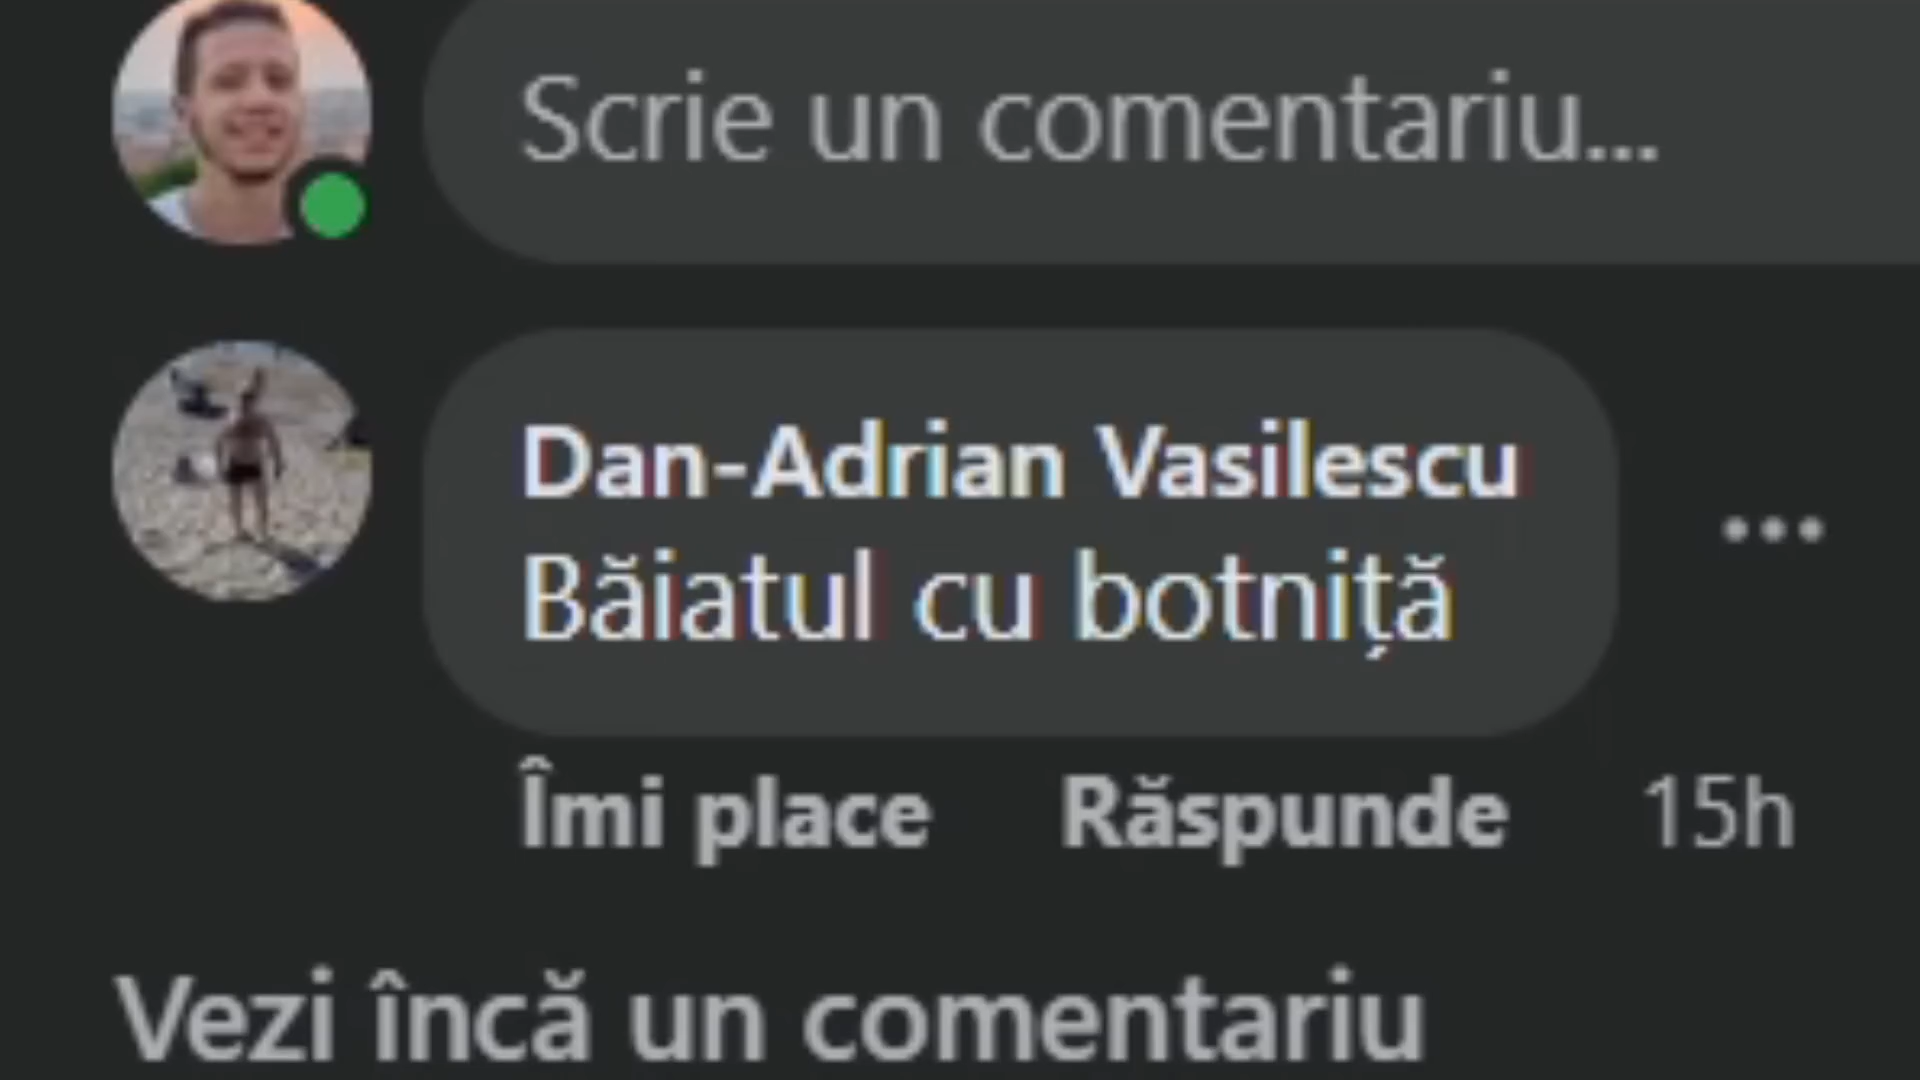 Scrie un comentariu...
Dan-Adrian Vasilescu
Băiatul cu botniță
Îmi place Răspunde 15h
Vezi încă un comentariu